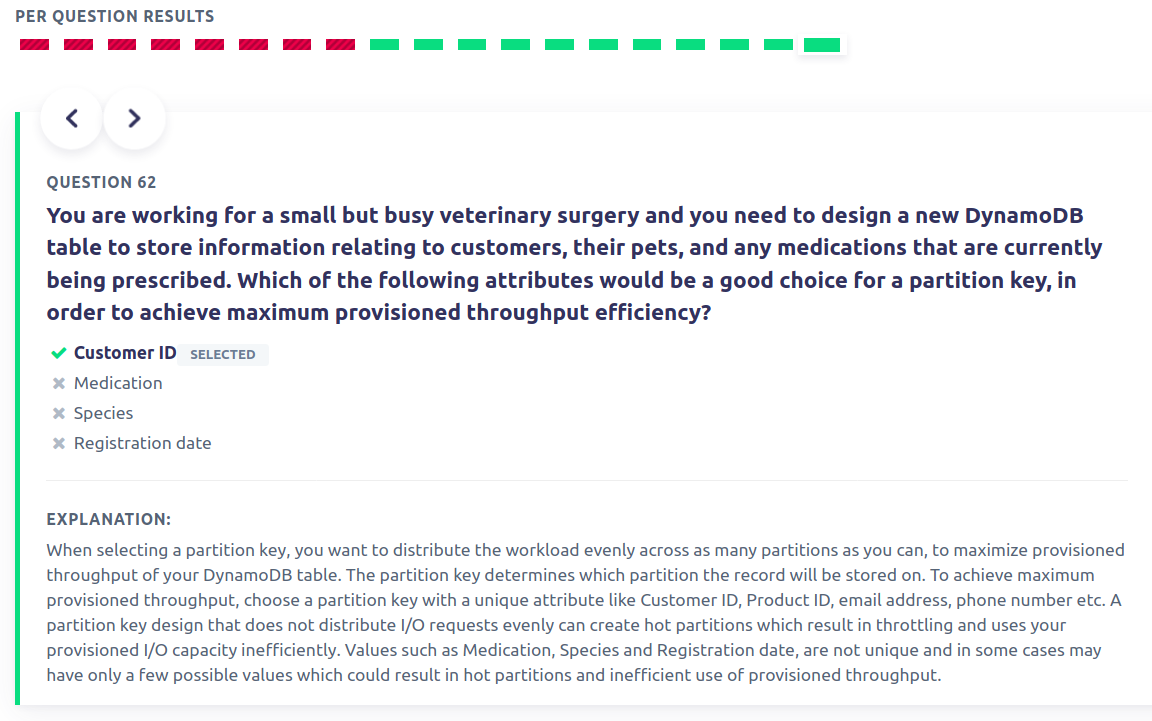 PER QUESTION RESULTS
QUESTION 62
You are working for a small but busy veterinary surgery and you need to design a new DynamoDB
table to store information relating to customers, their pets, and any medications that are currently
being prescribed. Which of the following attributes would be a good choice for a partition key, in
order to achieve maximum provisioned throughput efficiency?
Customer ID SELECTED
Medication
Species
Registration date
EXPLANATION:
When selecting a partition key, you want to distribute the workload evenly across as many partitions as you can, to maximize provisioned
throughput of your DynamoDB table. The partition key determines which partition the record will be stored on. To achieve maximum
provisioned throughput, choose a partition key with a unique attribute like Customer ID, Product ID, email address, phone number etc. A
partition key design that does not distribute I/O requests evenly can create hot partitions which result in throttling and uses your
provisioned I/O capacity inefficiently. Values such as Medication, Species and Registration date, are not unique and in some cases may
have only a few possible values which could result in hot partitions and inefficient use of provisioned throughput.